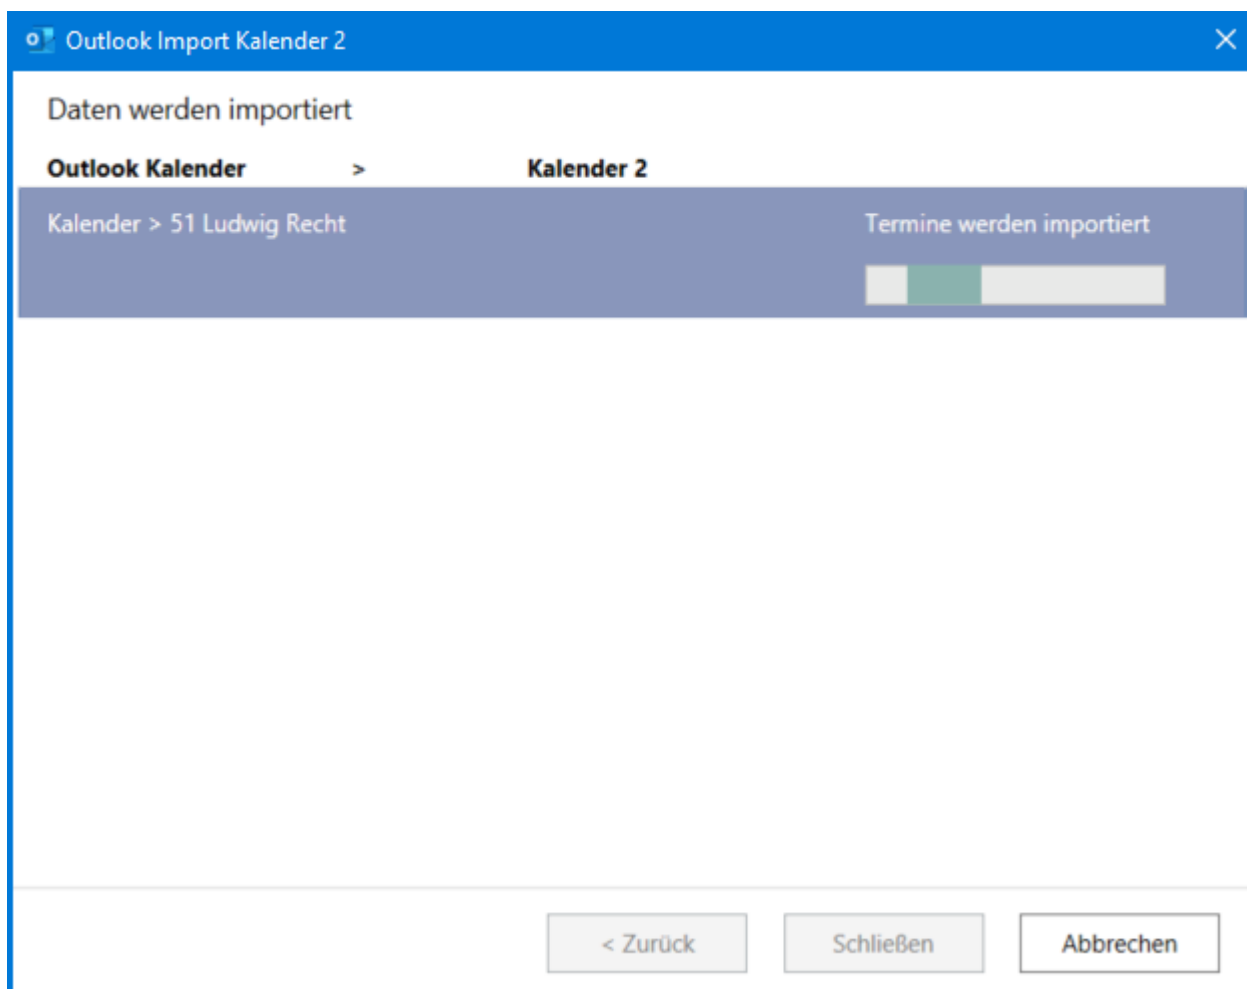 Outlook Import Kalender 2
Daten werden importiert
Outlook Kalender > Kalender 2
Kalender > 51 Ludwig Recht Termine werden importiert
< Zurück Schließen Abbrechen